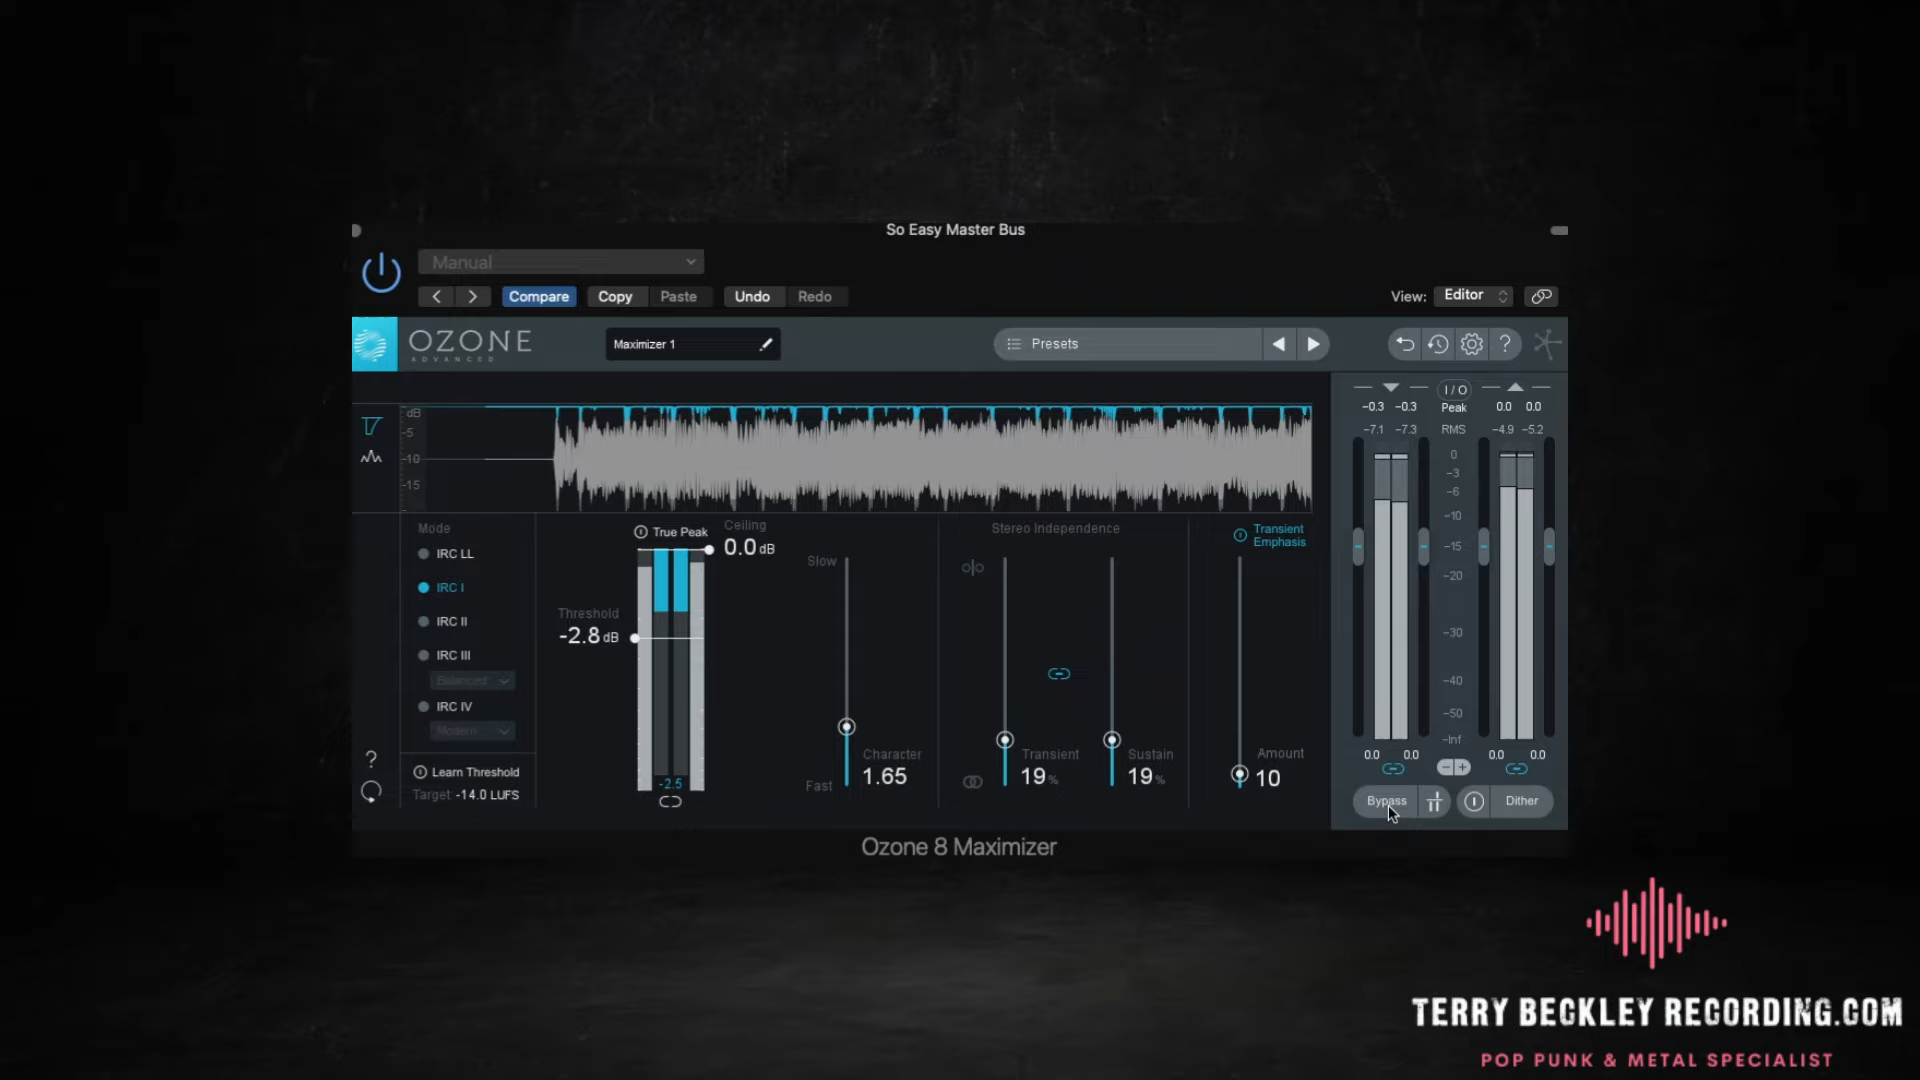 So Easy Master Bus
Manual
Compare Copy Paste Undo Redo
View: Editor
OZONE
ADVANCED
Maximizer 1
Presets
?
I / O
-0.3 -0.3 Peak 0.0 0.0
-7.1 -7.3 RMS -4.9 -5.2
dB
-5
-10
-15
0
-3
-6
-10
-15
-20
-30
-40
-50
-Inf
Mode
IRC LL
IRC I
IRC II
IRC III
Balanced
IRC IV
Modern
Learn Threshold
Target: -14.0 LUFS
?
True Peak
Ceiling
0.0 dB
Threshold
-2.8 dB
-2.5
Slow
Fast
Character
1.65
Stereo Independence
Transient
19 %
Sustain
19 %
Transient
Emphasis
Amount
10
0.0 0.0 0.0 0.0
Bypass Dither
Ozone 8 Maximizer
TERRY BECKLEY RECORDING.COM
POP PUNK & METAL SPECIALIST